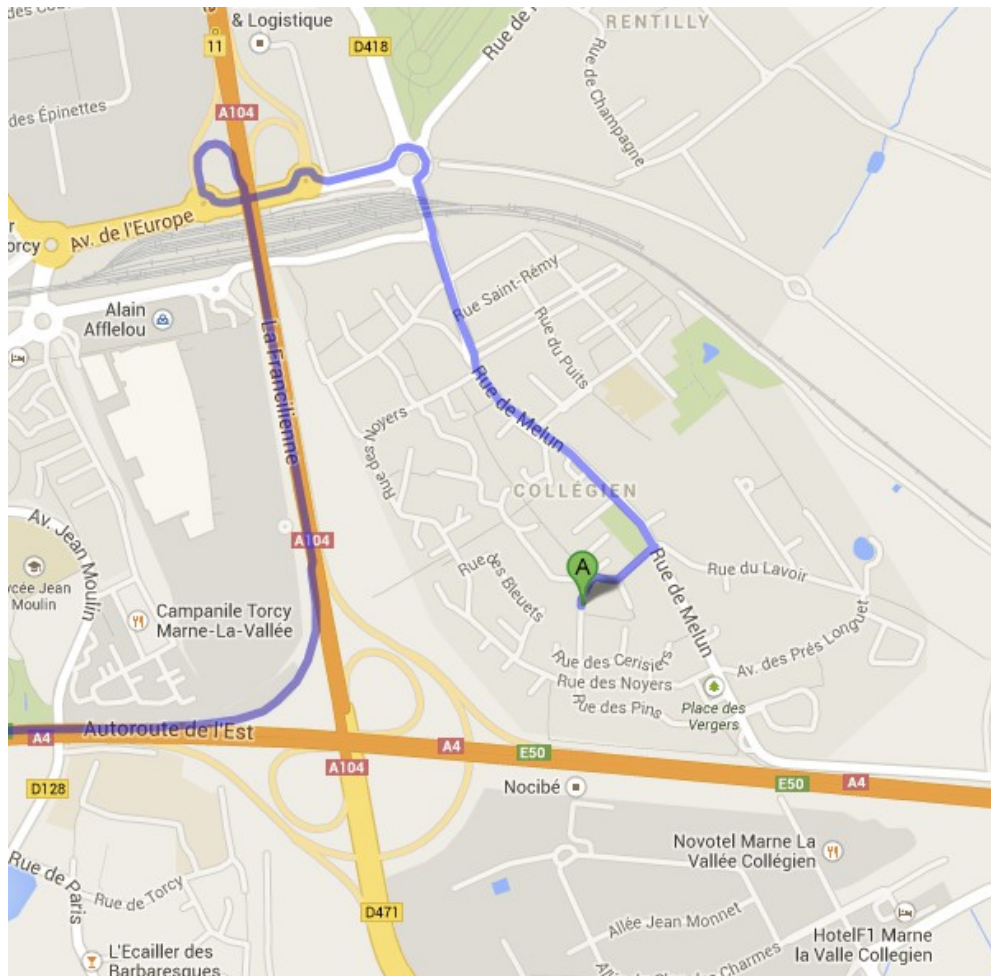 & Logistique
11
D418
RENTILLY
Rue de Champagne
A104
des Épinettes
Av. de l'Europe
Alain
Afflelou
La Francilienne
Rue Saint-Rémy
Rue du Puits
Rue de Melun
Rue des Noyers
COLLÉGIEN
A104
Av. Jean Moulin
Lycée Jean
Moulin
A
Rue des Bleuets
Rue de Melun
Rue du Lavoir
Campanile Torcy
Marne-La-Vallée
Rue des Cerisiers
Av. des Prés Longuet
Rue des Noyers
Rue des Pins
Place des
Vergers
Autoroute de l'Est
A4
A4
E50
A104
E50
A4
D128
Nocibé
Novotel Marne La
Vallée Collégien
Rue de Paris
Rue de Torcy
D471
Allée Jean Monnet
HotelF1 Marne
la Valle Collegien
L'Ecailler des
Barbaresques